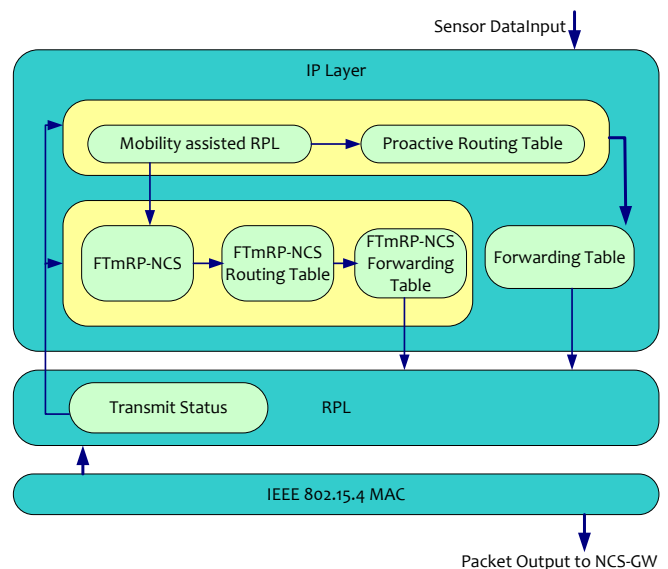 Sensor DataInput
IP Layer
Mobility assisted RPL
Proactive Routing Table
FTmRP-NCS
FTmRP-NCS
Routing Table
FTmRP-NCS
Forwarding
Table
Forwarding Table
Transmit Status
RPL
IEEE 802.15.4 MAC
Packet Output to NCS-GW